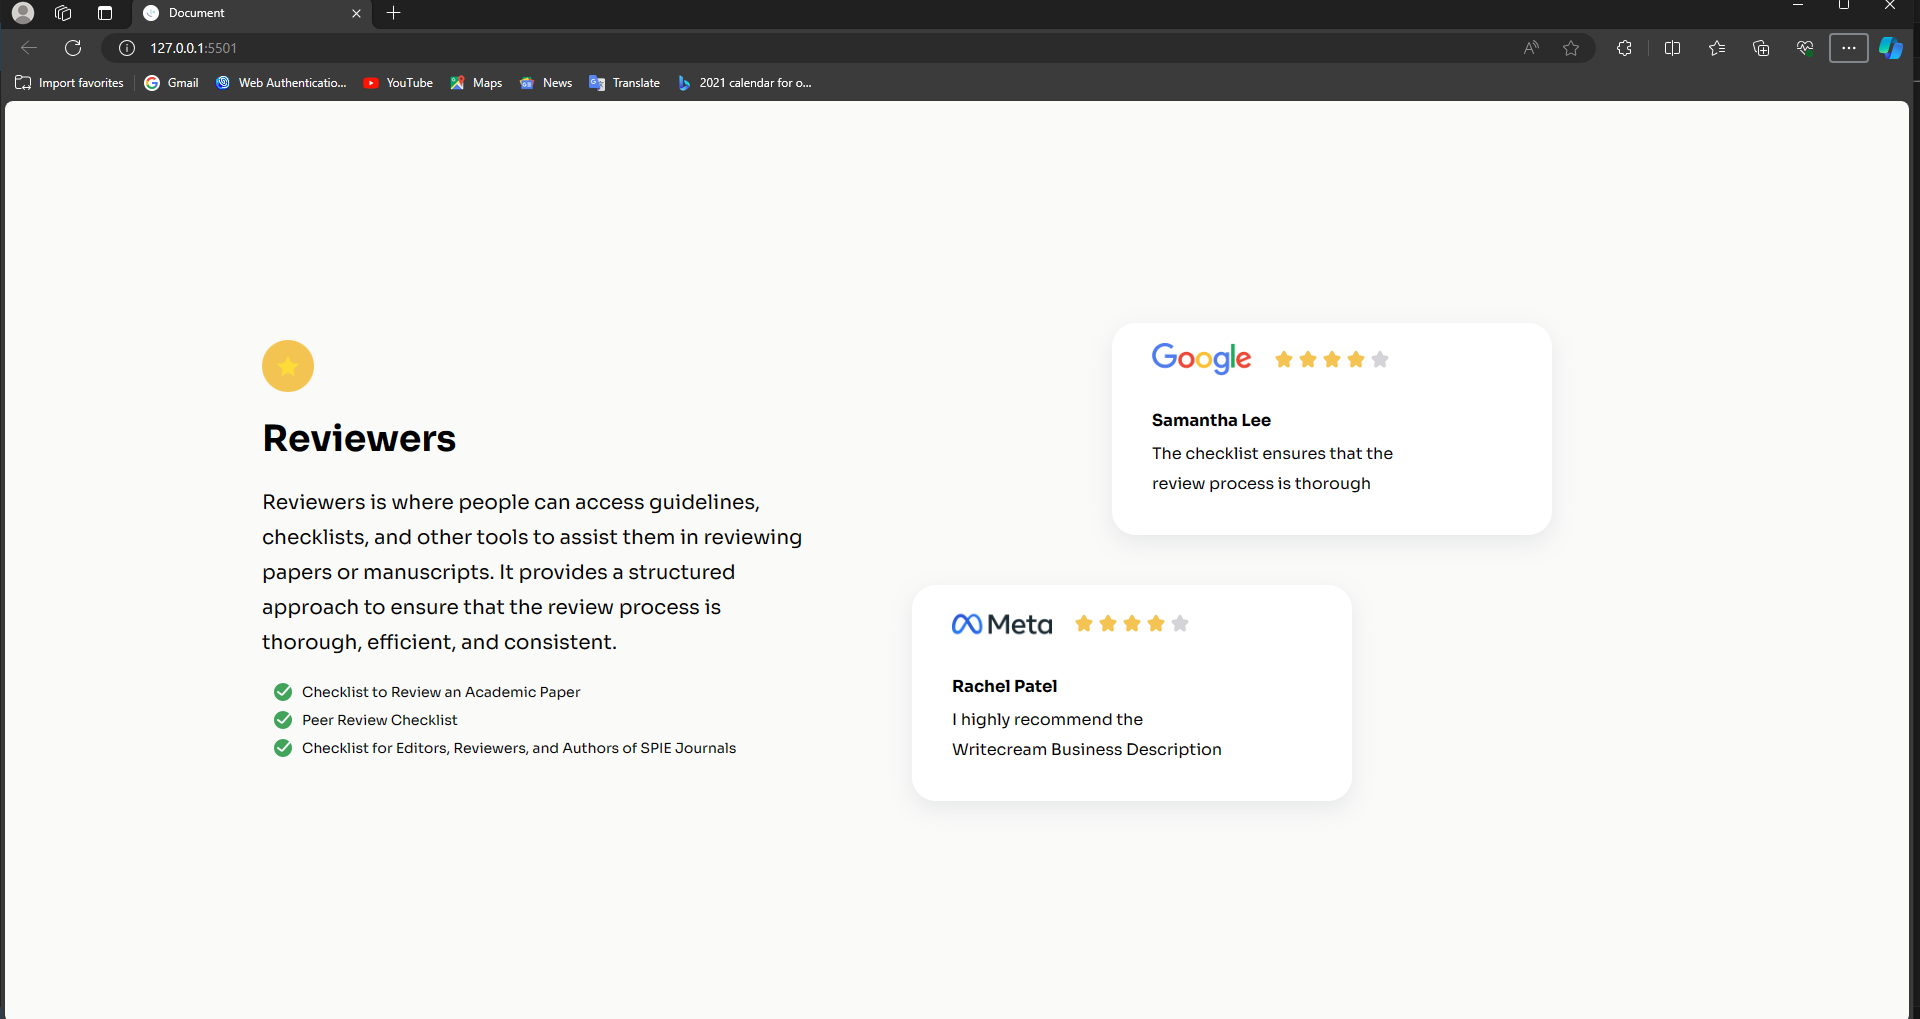 Document
127.0.0.1:5501
Import favorites
Gmail
Web Authenticatio...
YouTube
Maps
News
Translate
2021 calendar for o...
Reviewers
Reviewers is where people can access guidelines,
checklists, and other tools to assist them in reviewing
papers or manuscripts. It provides a structured
approach to ensure that the review process is
thorough, efficient, and consistent.
Checklist to Review an Academic Paper
Peer Review Checklist
Checklist for Editors, Reviewers, and Authors of SPIE Journals
Google
Samantha Lee
The checklist ensures that the
review process is thorough
Meta
Rachel Patel
I highly recommend the
Writecream Business Description